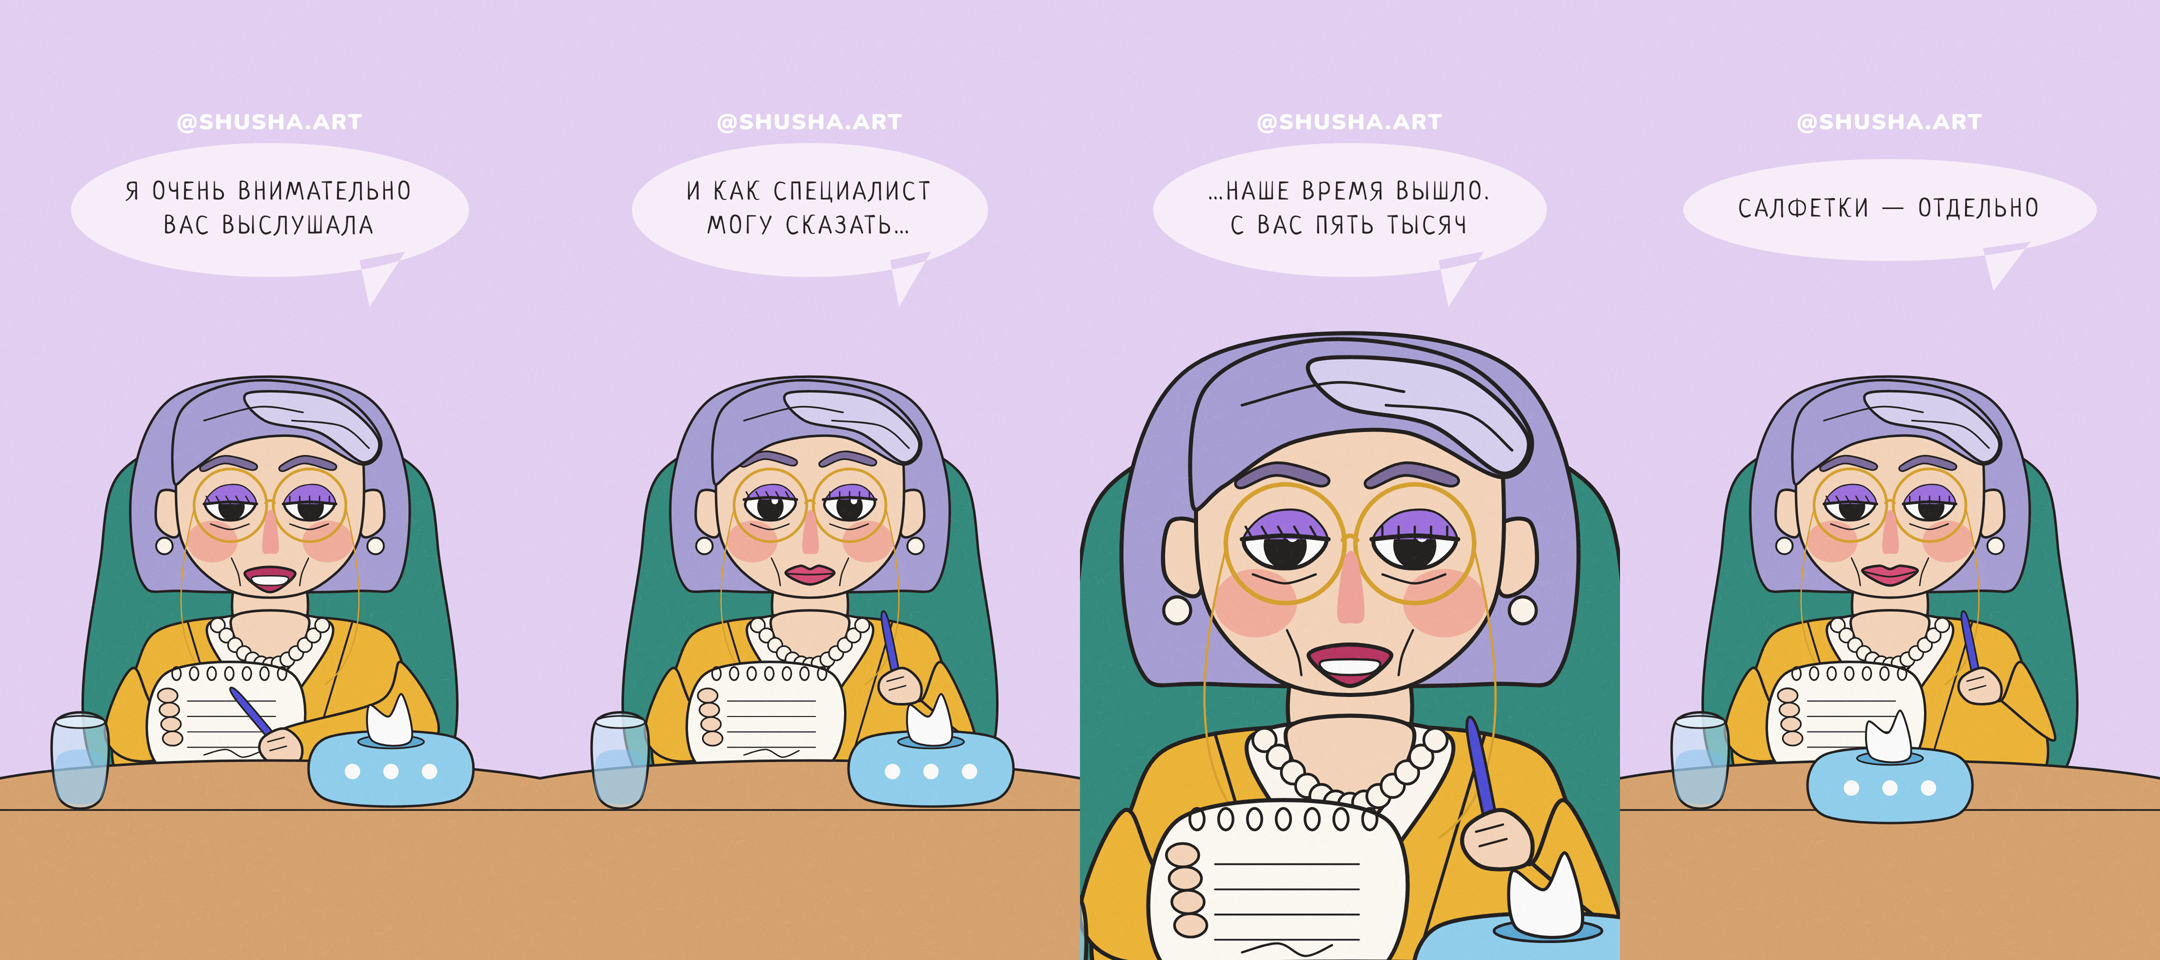 @SHUSHA.ART
Я ОЧЕНЬ ВНИМАТЕЛЬНО
ВАС ВЫСЛУШАЛА
@SHUSHA.ART
И КАК СПЕЦИАЛИСТ
МОГУ СКАЗАТЬ...
@SHUSHA.ART
...НАШЕ ВРЕМЯ ВЫШЛО.
С ВАС ПЯТЬ ТЫСЯЧ
@SHUSHA.ART
САЛФЕТКИ — ОТДЕЛЬНО